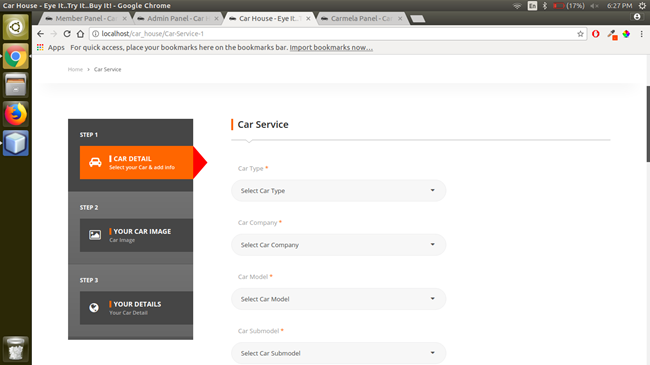 Car House - Eye It..Try It..Buy It! - Google Chrome
En
(17%)
6:27 PM
Member Panel - Car H
Car House - Eye It..T
Carmela Panel - Ca
localhost/car_house/Car-Service-1
Apps
For quick access, place your bookmarks here on the bookmarks bar. Import bookmarks now...
Home
Car Service
STEP 1
CAR DETAIL
Select your Car & add info
STEP 2
YOUR CAR IMAGE
Car Image
STEP 3
YOUR DETAILS
Your Car Detail
Car Service
Car Type *
Select Car Type
Car Company *
Select Car Company
Car Model *
Select Car Model
Car Submodel *
Select Car Submodel